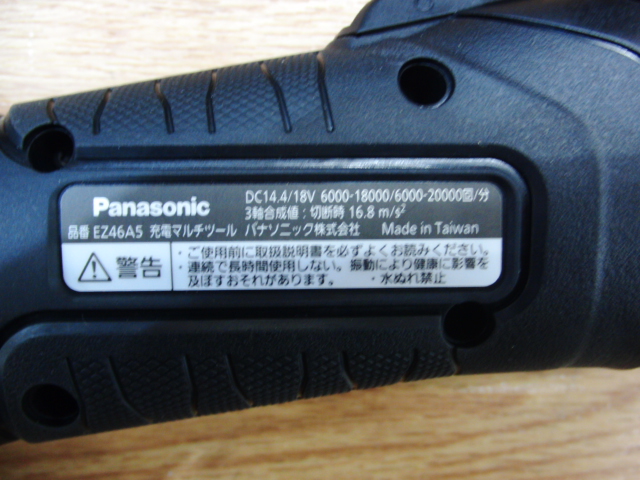 Panasonic
DC14.4/18V 6000-18000/6000-20000回/分
3軸合成値:切断時 16.8 m/s²
品番 EZ46A5 充電マルチツール パナソニック株式会社 Made in Taiwan
警告
・ご使用前に取扱説明書を必ずよくお読みください。
・連続で長時間使用しない。振動により健康に影響を
及ぼすおそれがあります。 ・水ぬれ禁止